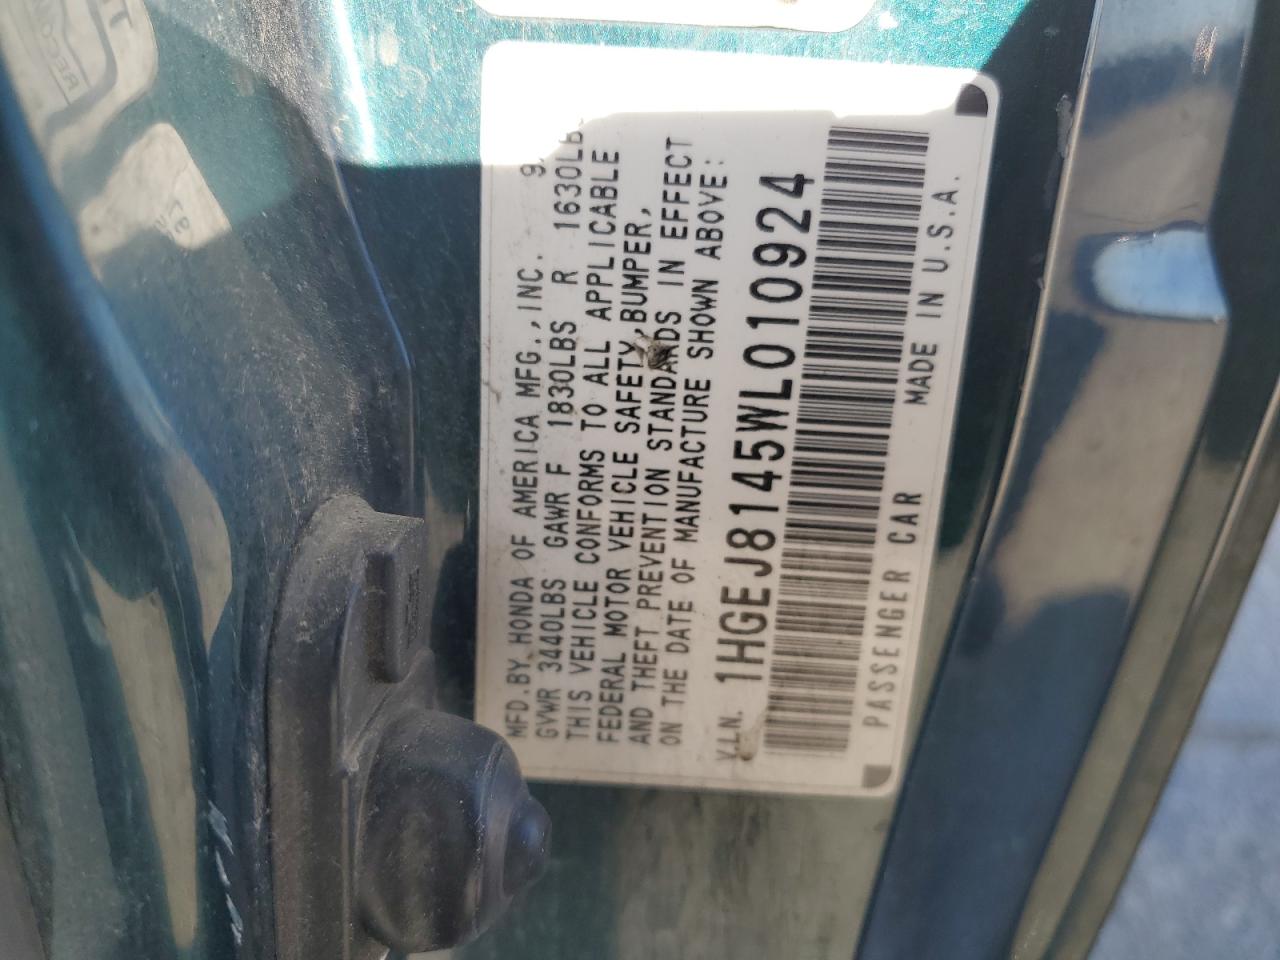 MFD.BY HONDA OF AMERICA MFG.,INC. 9
GVWR 3440LBS GAWR F 1830LBS R 1630LB
THIS VEHICLE CONFORMS TO ALL APPLICABLE
FEDERAL MOTOR VEHICLE SAFETY,BUMPER,
AND THEFT PREVENTION STANDARDS IN EFFECT
ON THE DATE OF MANUFACTURE SHOWN ABOVE:
V.I.N. 1HGEJ8145WL010924
PASSENGER CAR MADE IN U.S.A.